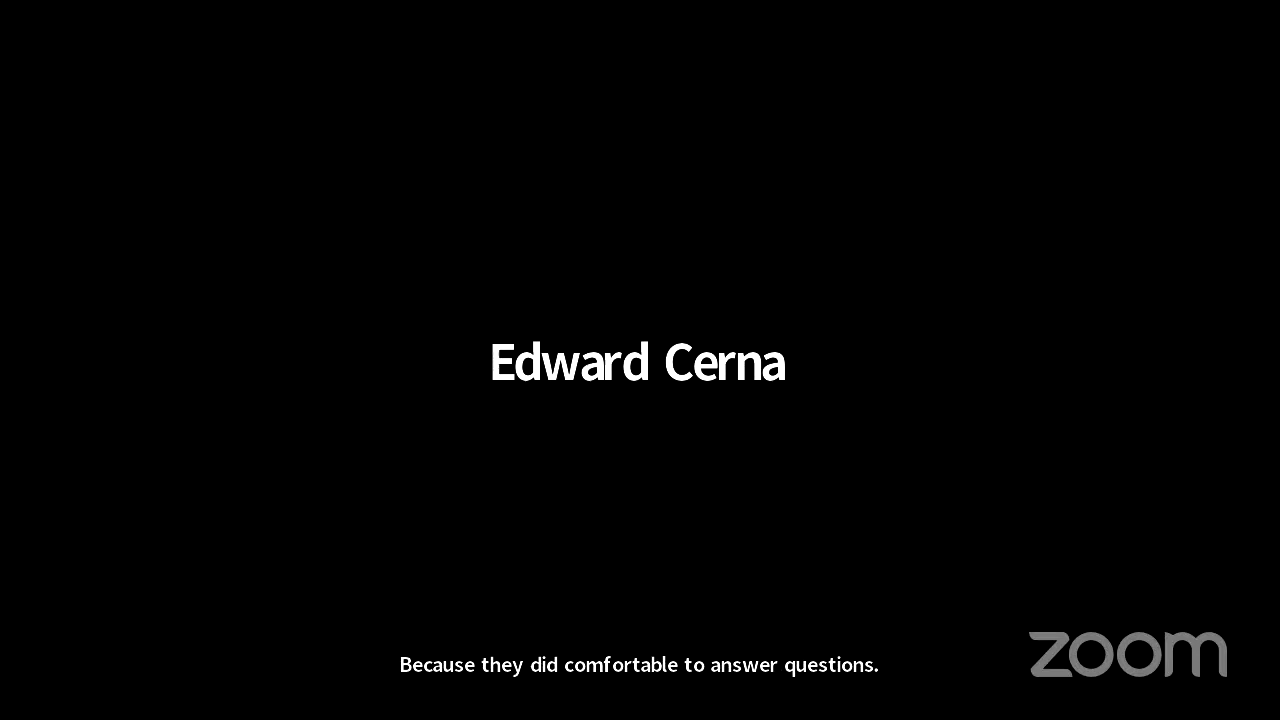 Edward Cerna
Because they did comfortable to answer questions.
zoom